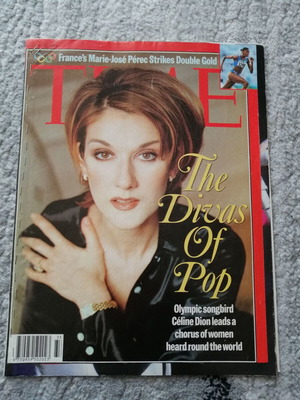 France's Marie-José Pérec Strikes Double Gold
TIME
The
Divas
Of
Pop
Olympic songbird
Céline Dion leads a
chorus of women
heard round the world